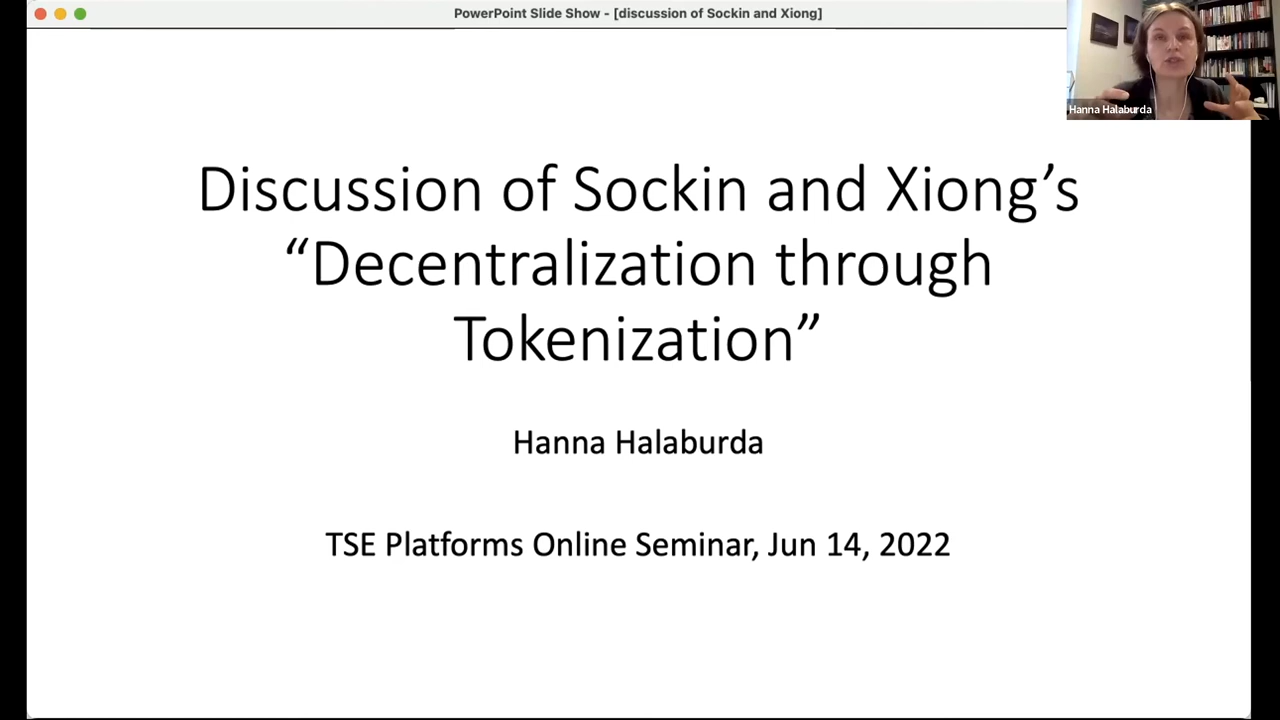 PowerPoint Slide Show - [discussion of Sockin and Xiong]
Hanna Halaburda
Discussion of Sockin and Xiong’s
“Decentralization through
Tokenization”
Hanna Halaburda
TSE Platforms Online Seminar, Jun 14, 2022